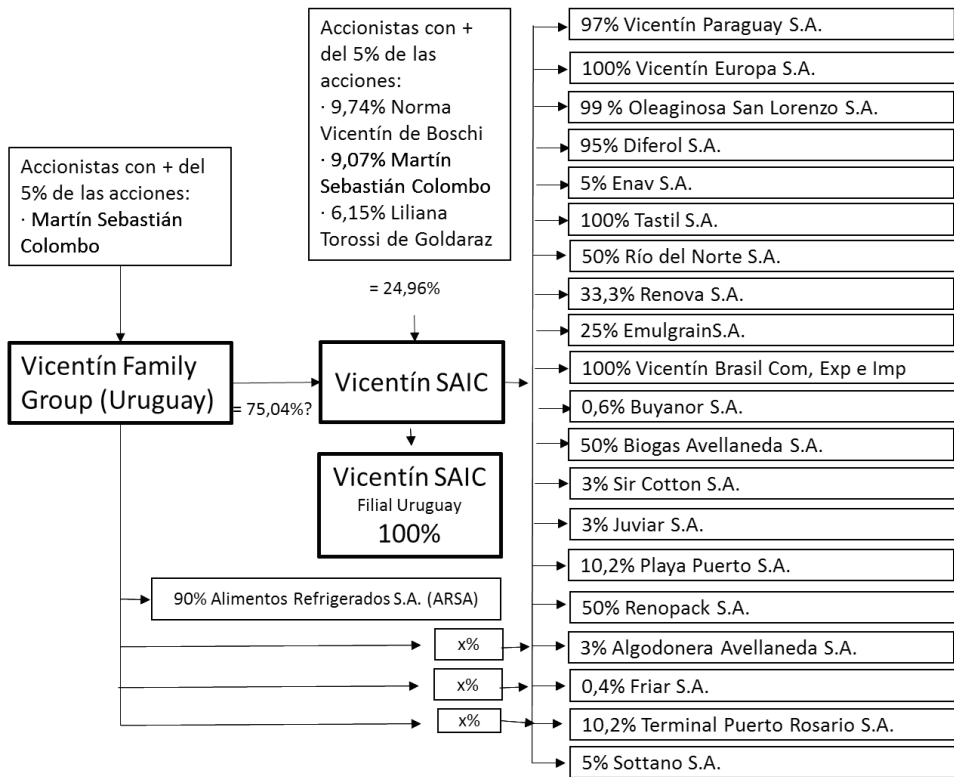 Accionistas con + del
5% de las acciones:
· Martín Sebastián
Colombo
Accionistas con +
del 5% de las
acciones:
· 9,74% Norma
Vicentín de Boschi
· 9,07% Martín
Sebastián Colombo
· 6,15% Liliana
Torossi de Goldaraz
= 24,96%
Vicentín Family
Group (Uruguay)
= 75,04%?
Vicentín SAIC
Vicentín SAIC
Filial Uruguay
100%
90% Alimentos Refrigerados S.A. (ARSA)
x%
x%
x%
97% Vicentín Paraguay S.A.
100% Vicentín Europa S.A.
99 % Oleaginosa San Lorenzo S.A.
95% Diferol S.A.
5% Enav S.A.
100% Tastil S.A.
50% Río del Norte S.A.
33,3% Renova S.A.
25% EmulgrainS.A.
100% Vicentín Brasil Com, Exp e Imp
0,6% Buyanor S.A.
50% Biogas Avellaneda S.A.
3% Sir Cotton S.A.
3% Juviar S.A.
10,2% Playa Puerto S.A.
50% Renopack S.A.
3% Algodonera Avellaneda S.A.
0,4% Friar S.A.
10,2% Terminal Puerto Rosario S.A.
5% Sottano S.A.